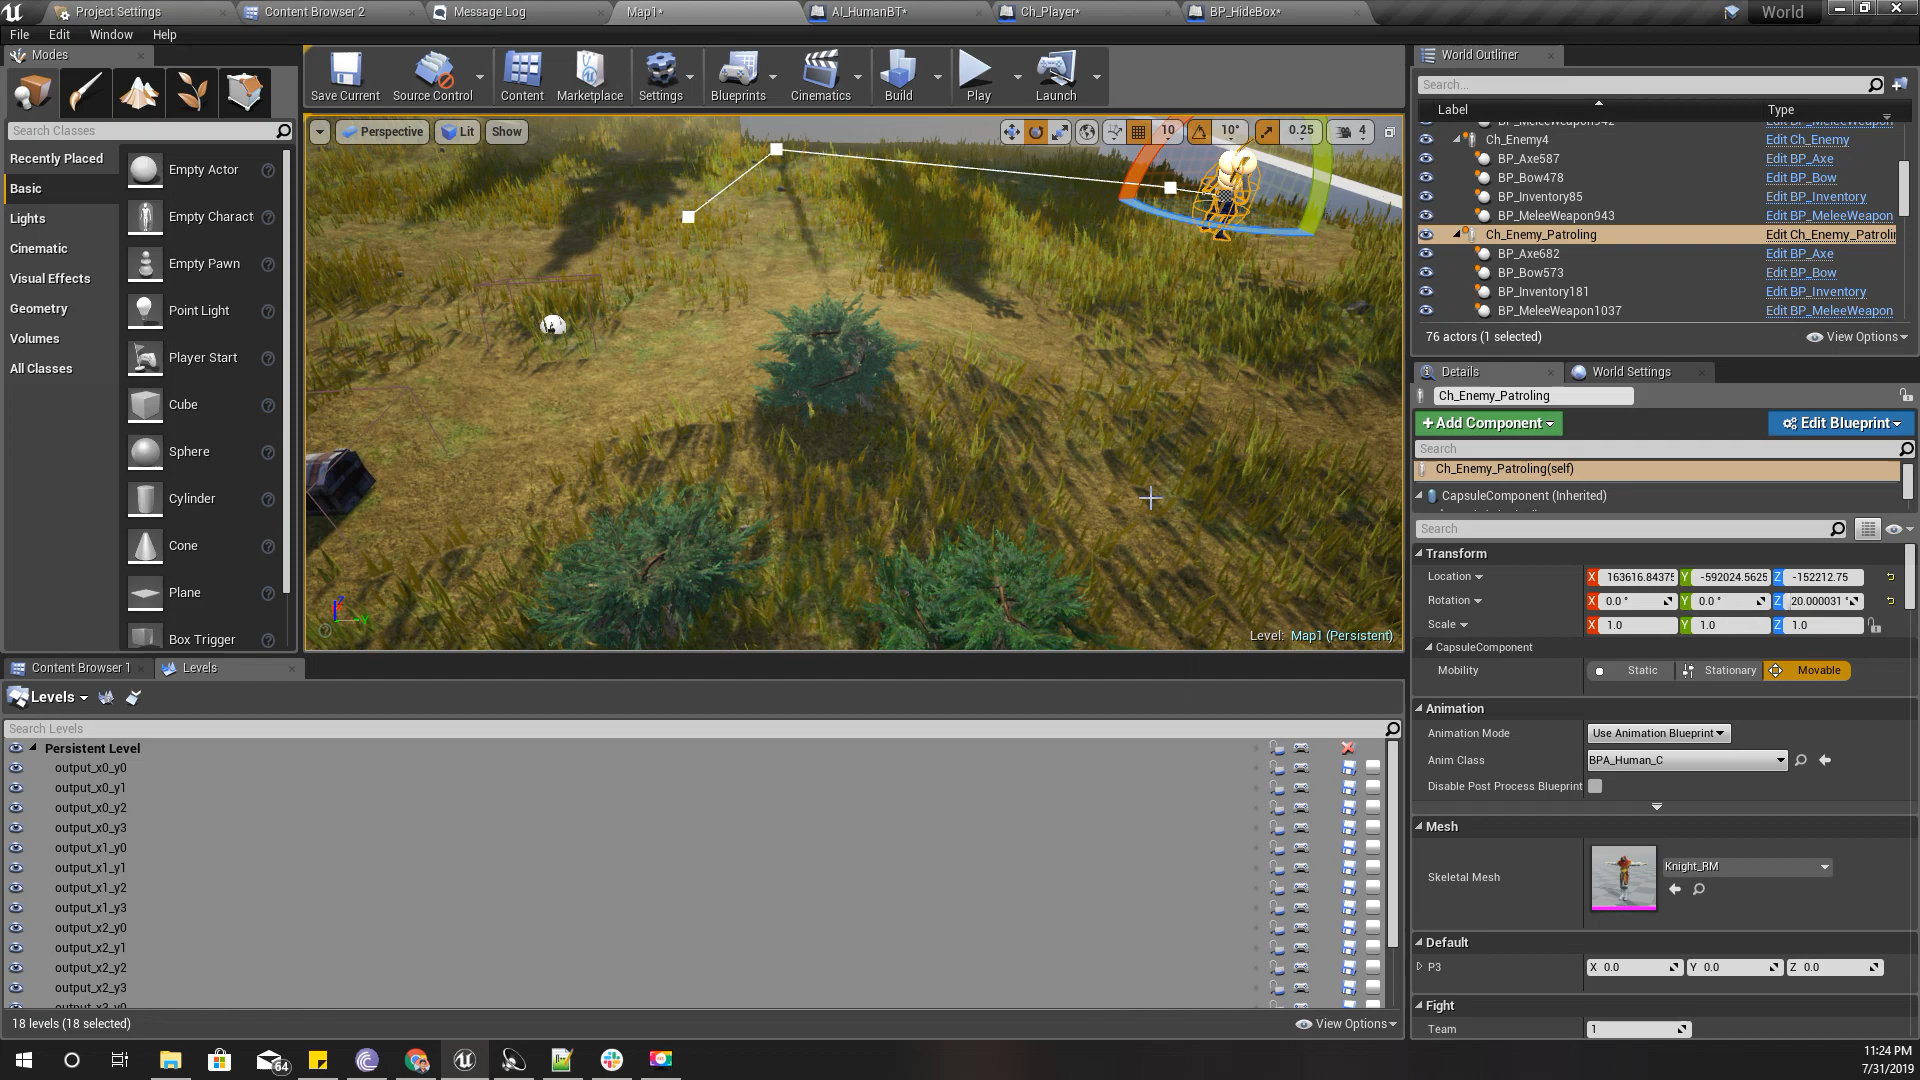 Project Settings
Content Browser 2
Message Log
Map1*
AI_HumanBT*
Ch_Player*
BP_HideBox*
World
File Edit Window Help
Modes
Search Classes
Recently Placed
Basic
Lights
Cinematic
Visual Effects
Geometry
Volumes
All Classes
Empty Actor
Empty Charact
Empty Pawn
Point Light
Player Start
Cube
Sphere
Cylinder
Cone
Plane
Box Trigger
Save Current
Source Control
Content
Marketplace
Settings
Blueprints
Cinematics
Build
Play
Launch
Perspective
Lit
Show
10
10°
0.25
4
Level: Map1 (Persistent)
World Outliner
Search...
Label Type
BP_MeleeWeapon942 Edit BP_MeleeWeapon
Ch_Enemy4 Edit Ch_Enemy
BP_Axe587 Edit BP_Axe
BP_Bow478 Edit BP_Bow
BP_Inventory85 Edit BP_Inventory
BP_MeleeWeapon943 Edit BP_MeleeWeapon
Ch_Enemy_Patroling Edit Ch_Enemy_Patrolin
BP_Axe682 Edit BP_Axe
BP_Bow573 Edit BP_Bow
BP_Inventory181 Edit BP_Inventory
BP_MeleeWeapon1037 Edit BP_MeleeWeapon
76 actors (1 selected)
View Options
Details
World Settings
Ch_Enemy_Patroling
+Add Component
Edit Blueprint
Search
Ch_Enemy_Patroling(self)
CapsuleComponent (Inherited)
Search
Transform
Location X 163616.84375 Y -592024.5625 Z -152212.75
Rotation X 0.0 ° Y 0.0 ° Z 20.000031 °
Scale X 1.0 Y 1.0 Z 1.0
CapsuleComponent
Mobility Static Stationary Movable
Animation
Animation Mode Use Animation Blueprint
Anim Class BPA_Human_C
Disable Post Process Blueprint
Mesh
Skeletal Mesh Knight_RM
Default
P3 X 0.0 Y 0.0 Z 0.0
Fight
Team 1
Content Browser 1
Levels
Levels
Search Levels
Persistent Level
output_x0_y0
output_x0_y1
output_x0_y2
output_x0_y3
output_x1_y0
output_x1_y1
output_x1_y2
output_x1_y3
output_x2_y0
output_x2_y1
output_x2_y2
output_x2_y3
output_x3_y0
18 levels (18 selected)
View Options
64
11:24 PM
7/31/2019